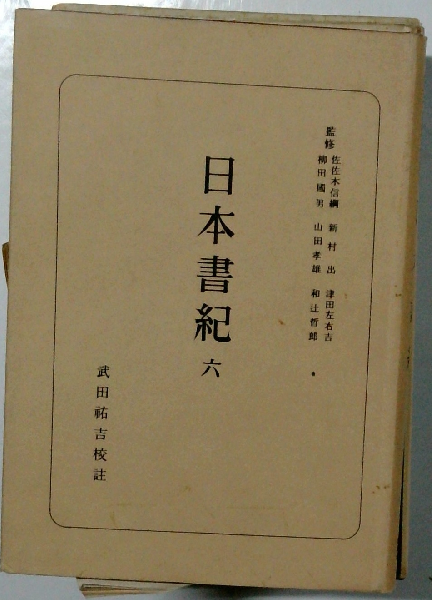 監修 佐佐木信綱 新村出 津田左右吉
柳田國男 山田孝雄 和辻哲郎
日本書紀 六
武田祐吉校註